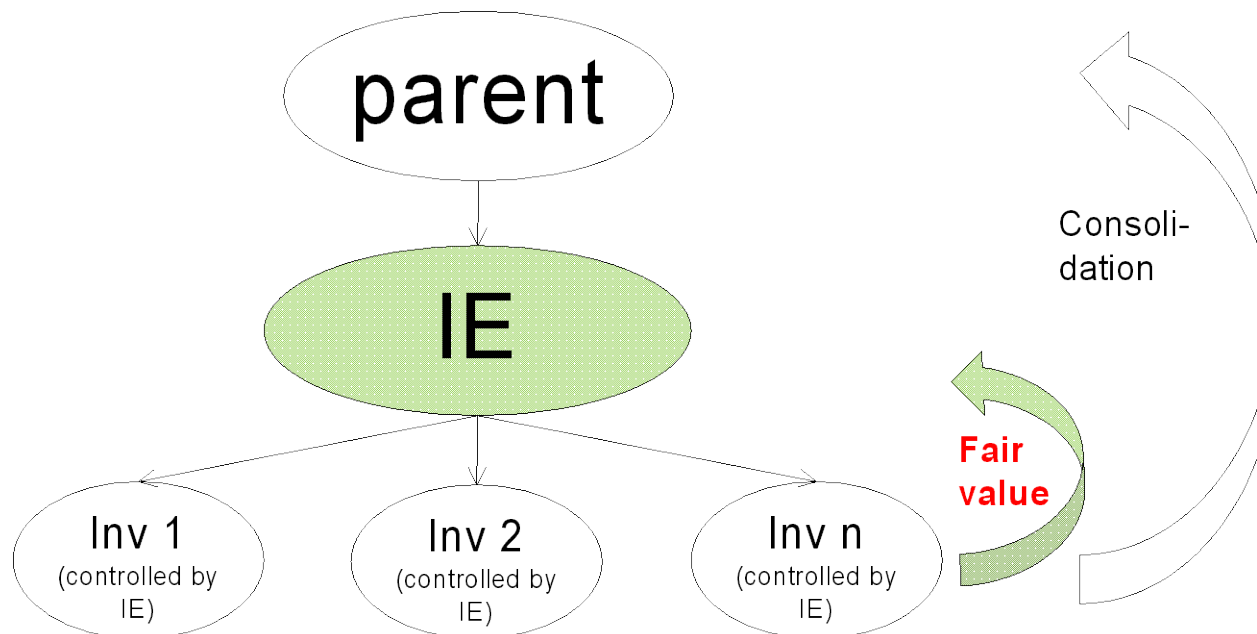 parent
Consoli-
dation
IE
Fair
value
Inv 1
(controlled by
IE)
Inv 2
(controlled by
IE)
Inv n
(controlled by
IE)